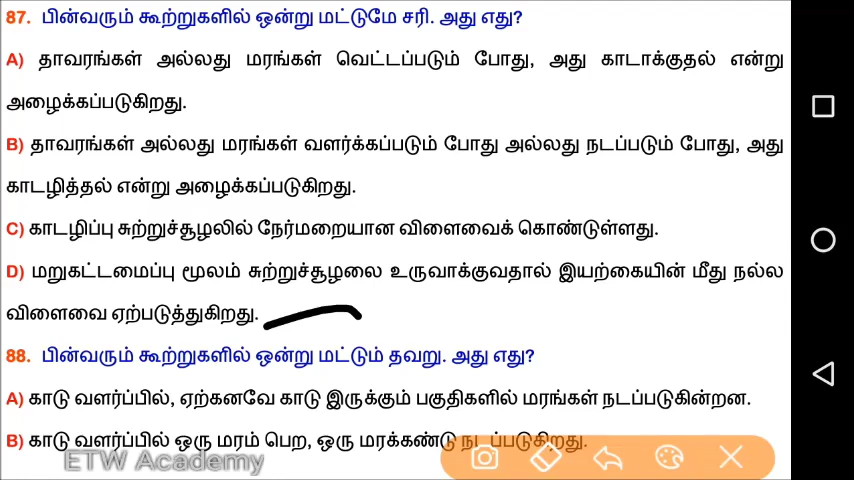 87. பின்வரும் கூற்றுகளில் ஒன்று மட்டுமே சரி. அது எது?
A) தாவரங்கள் அல்லது மரங்கள் வெட்டப்படும் போது, அது காடாக்குதல் என்று
அழைக்கப்படுகிறது.
B) தாவரங்கள் அல்லது மரங்கள் வளர்க்கப்படும் போது அல்லது நடப்படும் போது, அது
காடழித்தல் என்று அழைக்கப்படுகிறது.
C) காடழிப்பு சுற்றுச்சூழலில் நேர்மறையான விளைவைக் கொண்டுள்ளது.
D) மறுகட்டமைப்பு மூலம் சுற்றுச்சூழலை உருவாக்குவதால் இயற்கையின் மீது நல்ல
விளைவை ஏற்படுத்துகிறது.
88. பின்வரும் கூற்றுகளில் ஒன்று மட்டும் தவறு. அது எது?
A) காடு வளர்ப்பில், ஏற்கனவே காடு இருக்கும் பகுதிகளில் மரங்கள் நடப்படுகின்றன.
B) காடு வளர்ப்பில் ஒரு மரம் பெற, ஒரு மரக்கண்டு நடப்படுகிறது.
ETW Academy